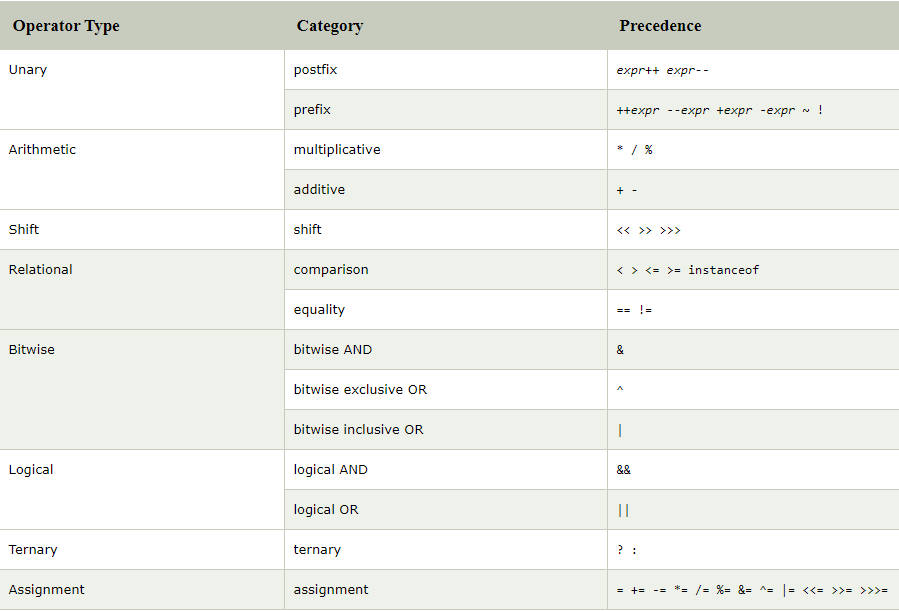 Operator Type Category Precedence
Unary postfix expr++ expr--
prefix ++expr --expr +expr -expr ~ !
Arithmetic multiplicative * / %
additive + -
Shift shift << >> >>>
Relational comparison < > <= >= instanceof
equality == !=
Bitwise bitwise AND &
bitwise exclusive OR ^
bitwise inclusive OR |
Logical logical AND &&
logical OR ||
Ternary ternary ? :
Assignment assignment = += -= *= /= %= &= ^= |= <<= >>= >>>=